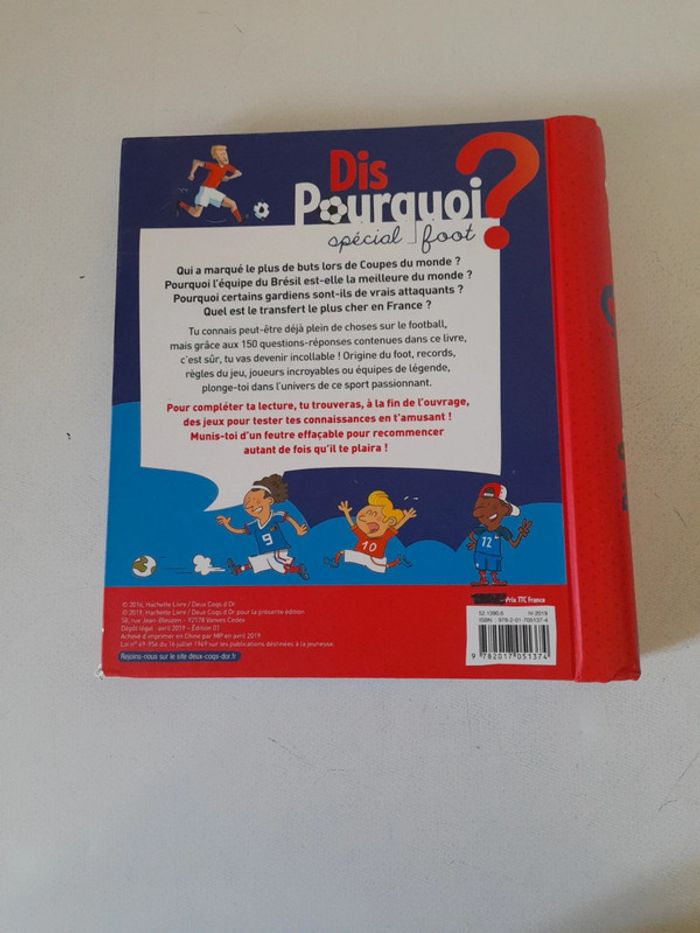 Dis
Pourquoi ?
spécial foot
Qui a marqué le plus de buts lors de Coupes du monde ?
Pourquoi l'équipe du Brésil est-elle la meilleure du monde ?
Pourquoi certains gardiens sont-ils de vrais attaquants ?
Quel est le transfert le plus cher en France ?
Tu connais peut-être déjà plein de choses sur le football,
mais grâce aux 150 questions-réponses contenues dans ce livre,
c'est sûr, tu vas devenir incollable ! Origine du foot, records,
règles du jeu, joueurs incroyables ou équipes de légende,
plonge-toi dans l'univers de ce sport passionnant.
Pour compléter ta lecture, tu trouveras, à la fin de l'ouvrage,
des jeux pour tester tes connaissances en t'amusant !
Munis-toi d'un feutre effaçable pour recommencer
autant de fois qu'il te plaira !
9
10
12
Prix TTC France
© 2016, Hachette Livre / Deux Coqs d'Or
© 2019, Hachette Livre / Deux Coqs d'Or pour la présente édition
58, rue Jean-Bleuzen – 92178 Vanves Cedex
Dépôt légal : avril 2019 – Édition 01
Achevé d'imprimer en Chine par MP en avril 2019
Loi n° 49-956 du 16 juillet 1949 sur les publications destinées à la jeunesse.
Rejoins-nous sur le site deux-coqs-dor.fr
52.1390.6
IV-2019
ISBN : 978-2-01-705137-4
9 782017 051374